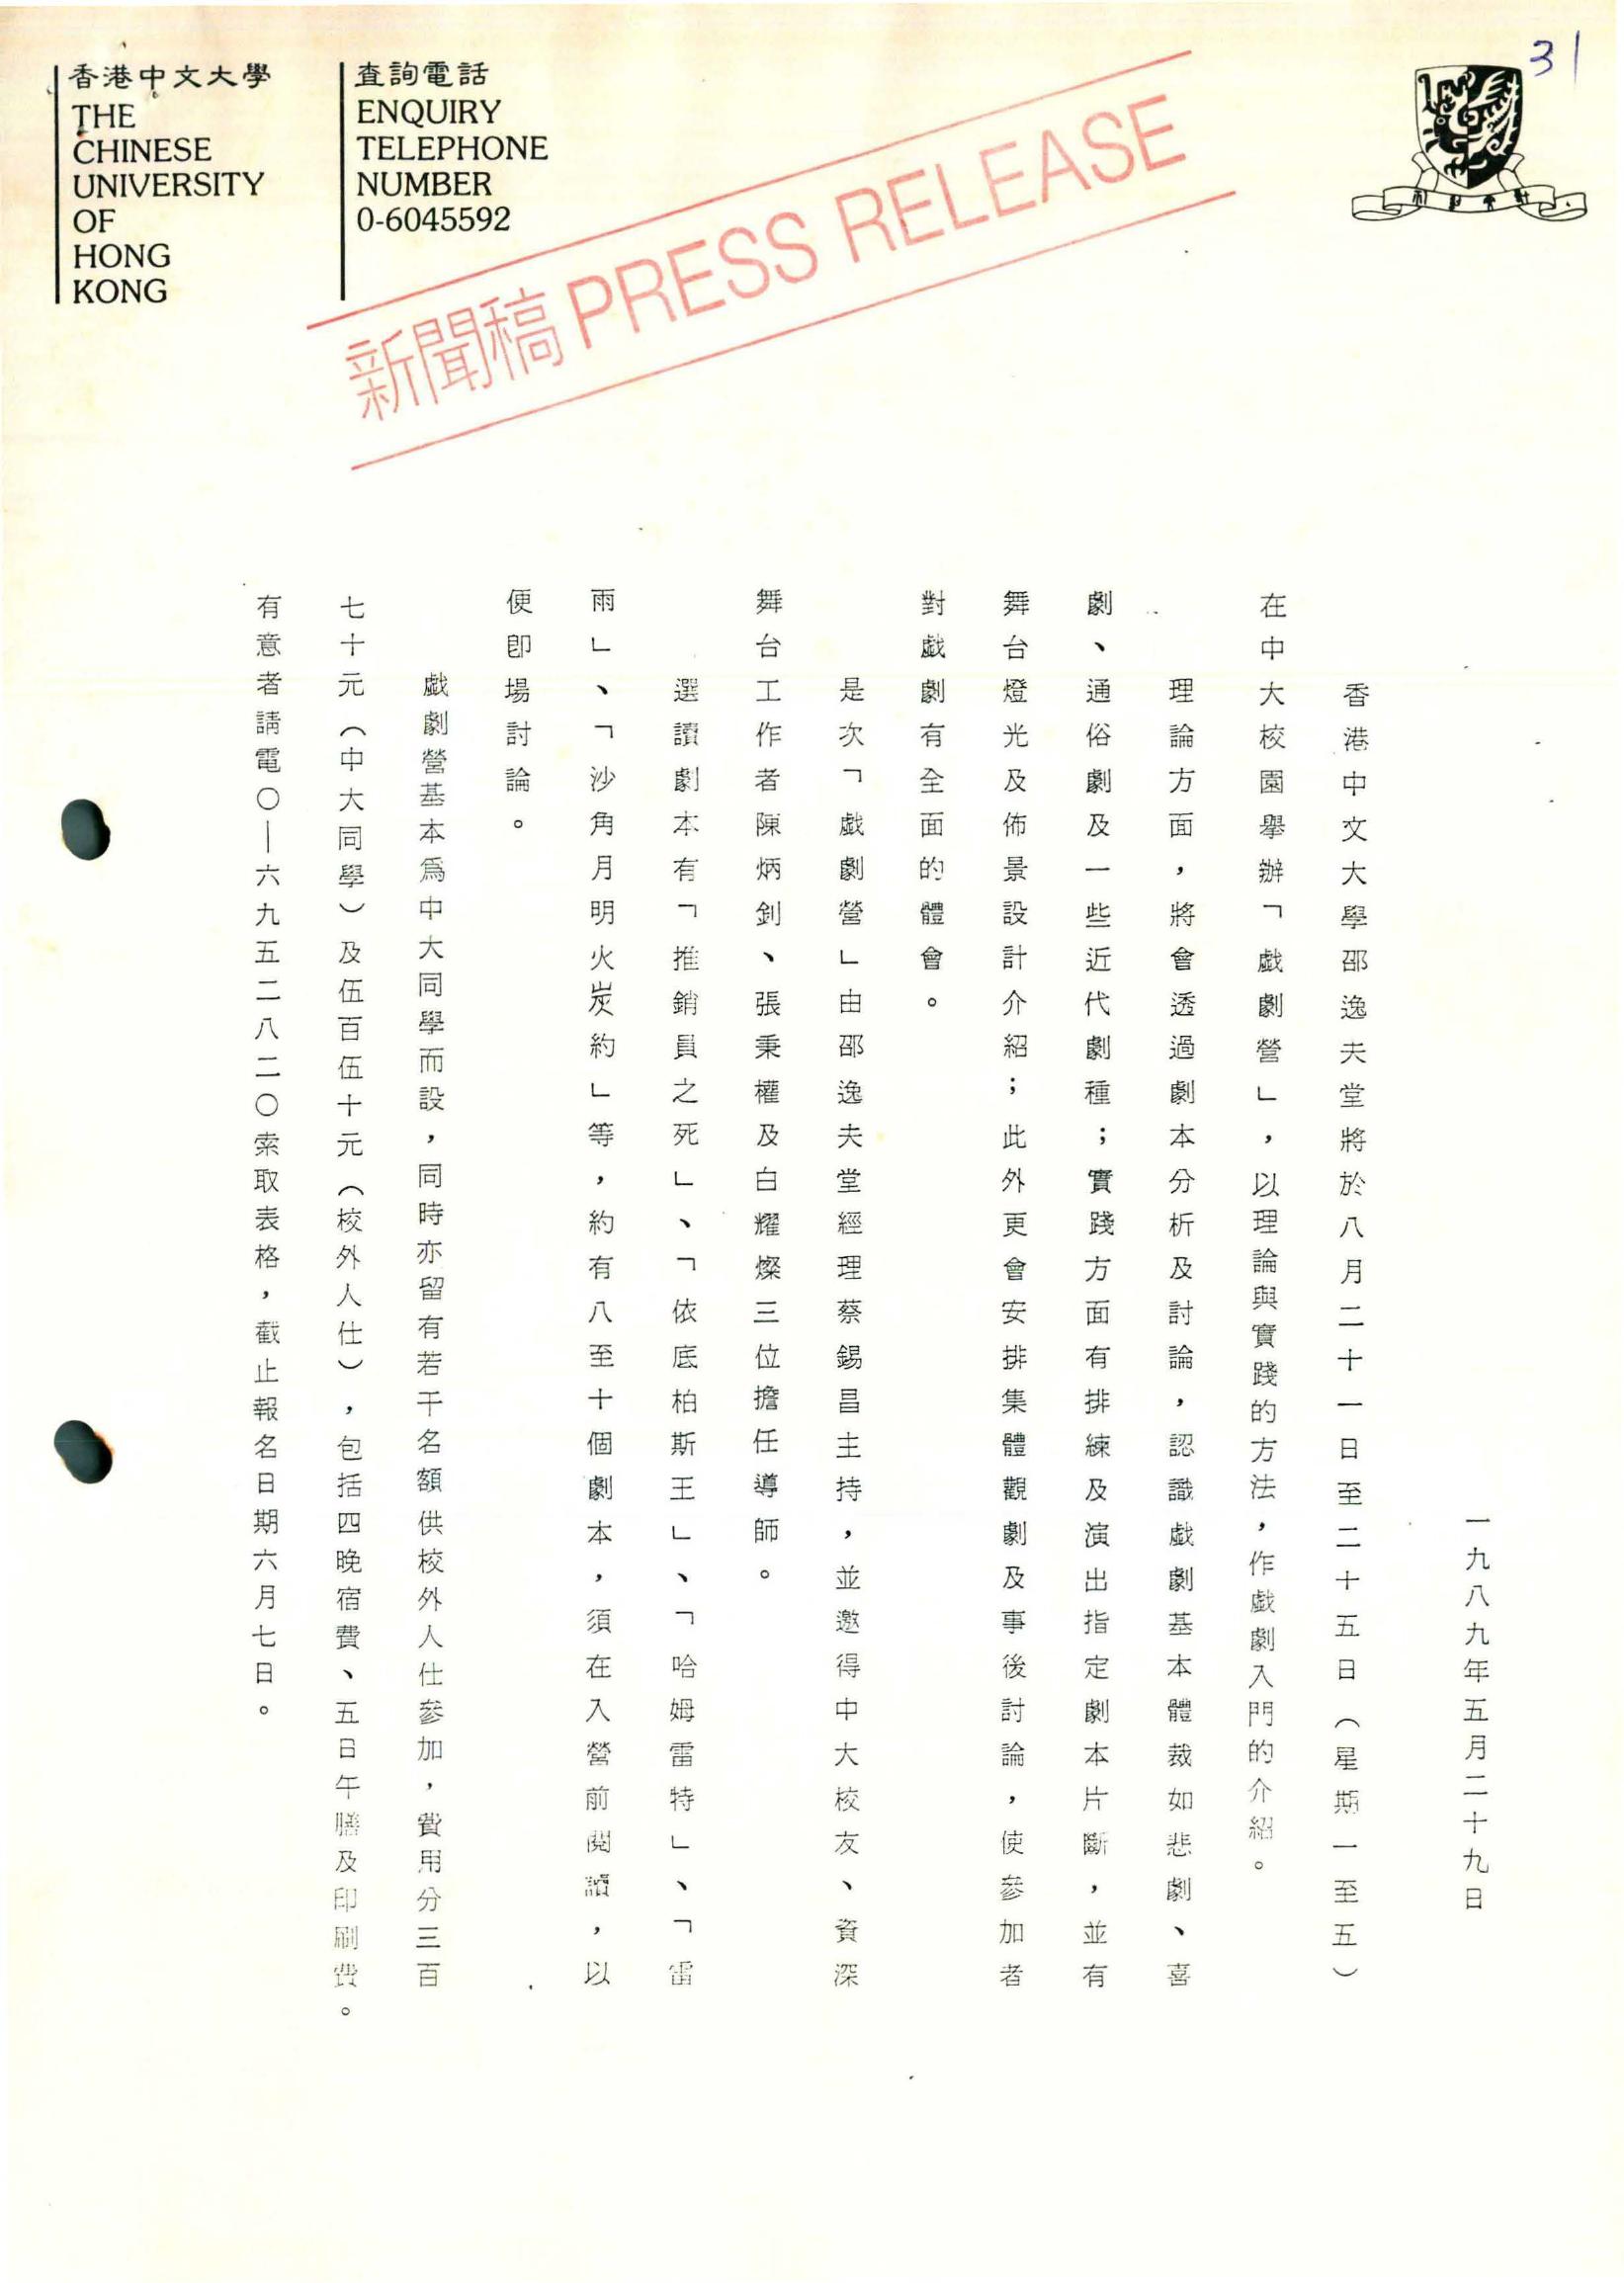 31
香港中文大學
THE
CHINESE
UNIVERSITY
OF
HONG
KONG
查詢電話
ENQUIRY
TELEPHONE
NUMBER
0-6045592
新聞稿 PRESS RELEASE
一九八九年五月二十九日
香港中文大學邵逸夫堂將於八月二十一日至二十五日（星期一至五）
在中大校園舉辦「戲劇營」，以理論與實踐的方法，作戲劇入門的介紹。
理論方面，將會透過劇本分析及討論，認識戲劇基本體裁如悲劇、喜
劇、通俗劇及一些近代劇種；實踐方面有排練及演出指定劇本片斷，並有
舞台燈光及佈景設計介紹；此外更會安排集體觀劇及事後討論，使參加者
對戲劇有全面的體會。
是次「戲劇營」由邵逸夫堂經理蔡錫昌主持，並邀得中大校友、資深
舞台工作者陳炳釗、張秉權及白耀燦三位擔任導師。
選讀劇本有「推銷員之死」、「依底柏斯王」、「哈姆雷特」、「雷
雨」、「沙角月明火炭約」等，約有八至十個劇本，須在入營前閱讀，以
便即場討論。
戲劇營基本爲中大同學而設，同時亦留有若干名額供校外人仕參加，費用分三百
七十元（中大同學）及伍百伍十元（校外人仕），包括四晚宿費、五日午膳及印刷費。
有意者請電〇—六九五二八二〇索取表格，截止報名日期六月七日。